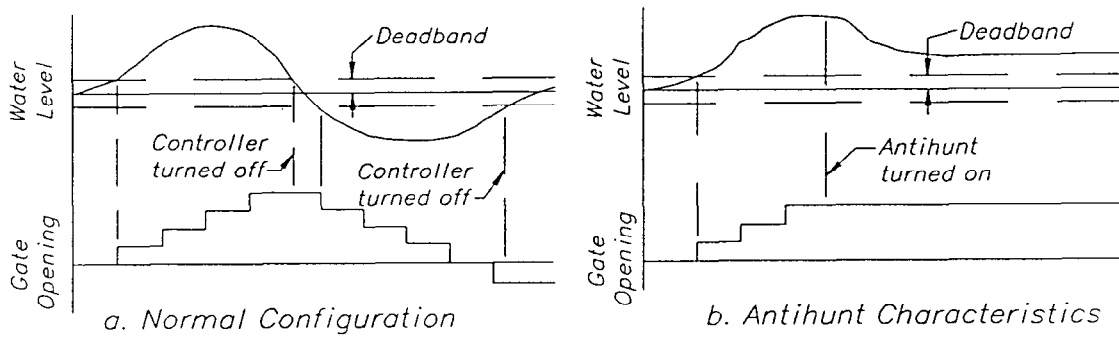 Water
Level
Deadband
Controller
turned off
Controller
turned off
Gate
Opening
a. Normal Configuration
Water
Level
Deadband
Antihunt
turned on
Gate
Opening
b. Antihunt Characteristics